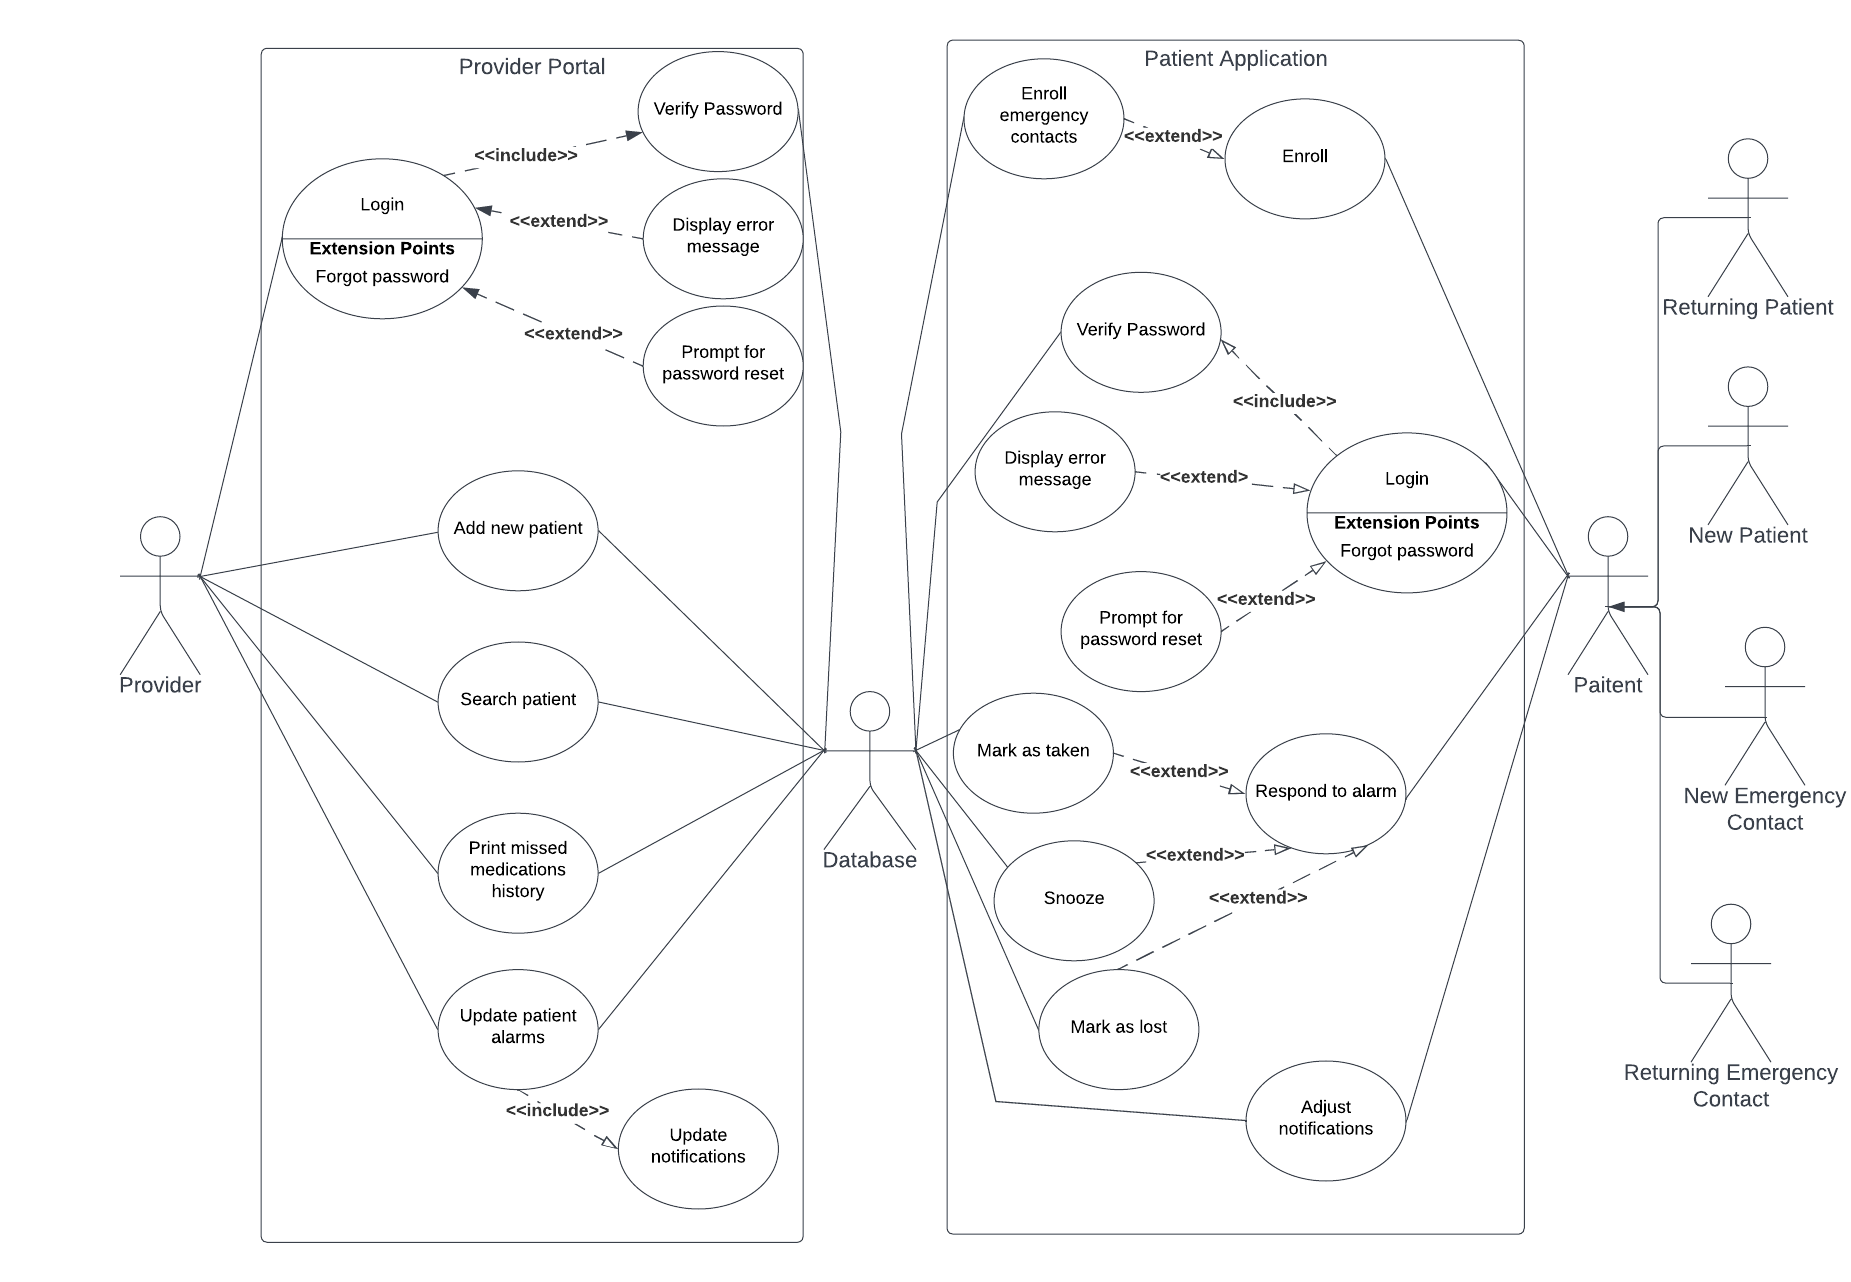 Provider Portal
Verify Password
<<include>>
Login
Extension Points
Forgot password
<<extend>>
Display error
message
<<extend>>
Prompt for
password reset
Add new patient
Search patient
Print missed
medications
history
Update patient
alarms
<<include>>
Update
notifications
Provider
Database
Patient Application
Enroll
emergency
contacts
<<extend>>
Enroll
Verify Password
<<include>>
Display error
message
<<extend>
Login
Extension Points
Forgot password
<<extend>>
Prompt for
password reset
Mark as taken
<<extend>>
Respond to alarm
<<extend>>
Snooze
<<extend>>
Mark as lost
Adjust
notifications
Paitent
Returning Patient
New Patient
New Emergency
Contact
Returning Emergency
Contact